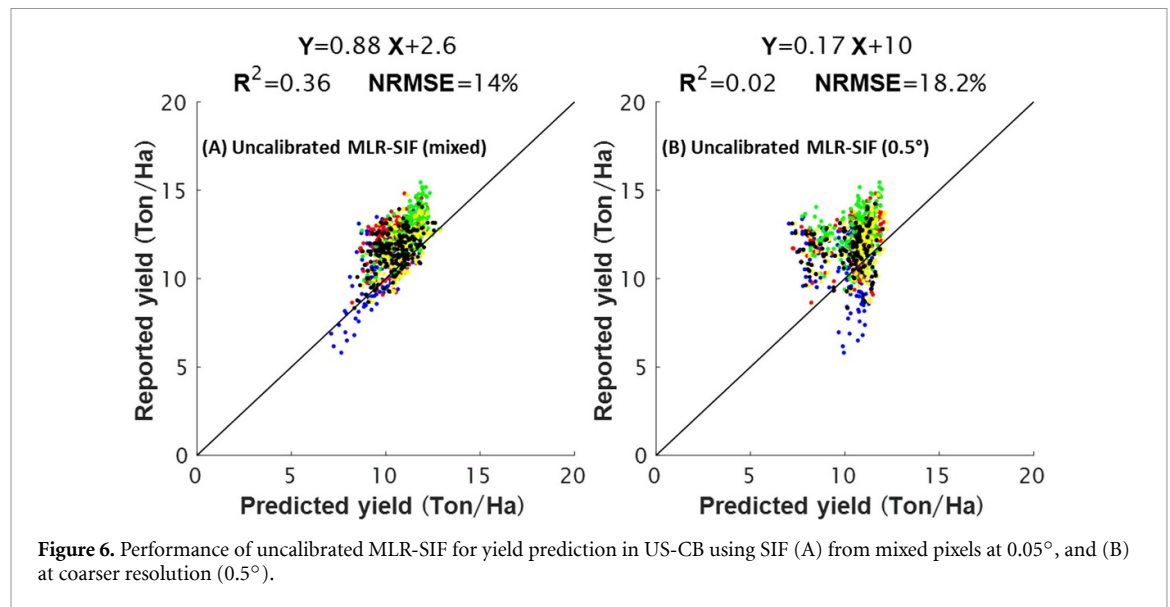 Y=0.88 X+2.6
R²=0.36 NRMSE=14%
20
(A) Uncalibrated MLR-SIF (mixed)
15
10
5
0
Reported yield (Ton/Ha)
0 5 10 15 20
Predicted yield (Ton/Ha)
Y=0.17 X+10
R²=0.02 NRMSE=18.2%
20
(B) Uncalibrated MLR-SIF (0.5°)
15
10
5
0
Reported yield (Ton/Ha)
0 5 10 15 20
Predicted yield (Ton/Ha)
Figure 6. Performance of uncalibrated MLR-SIF for yield prediction in US-CB using SIF (A) from mixed pixels at 0.05°, and (B)
at coarser resolution (0.5°).